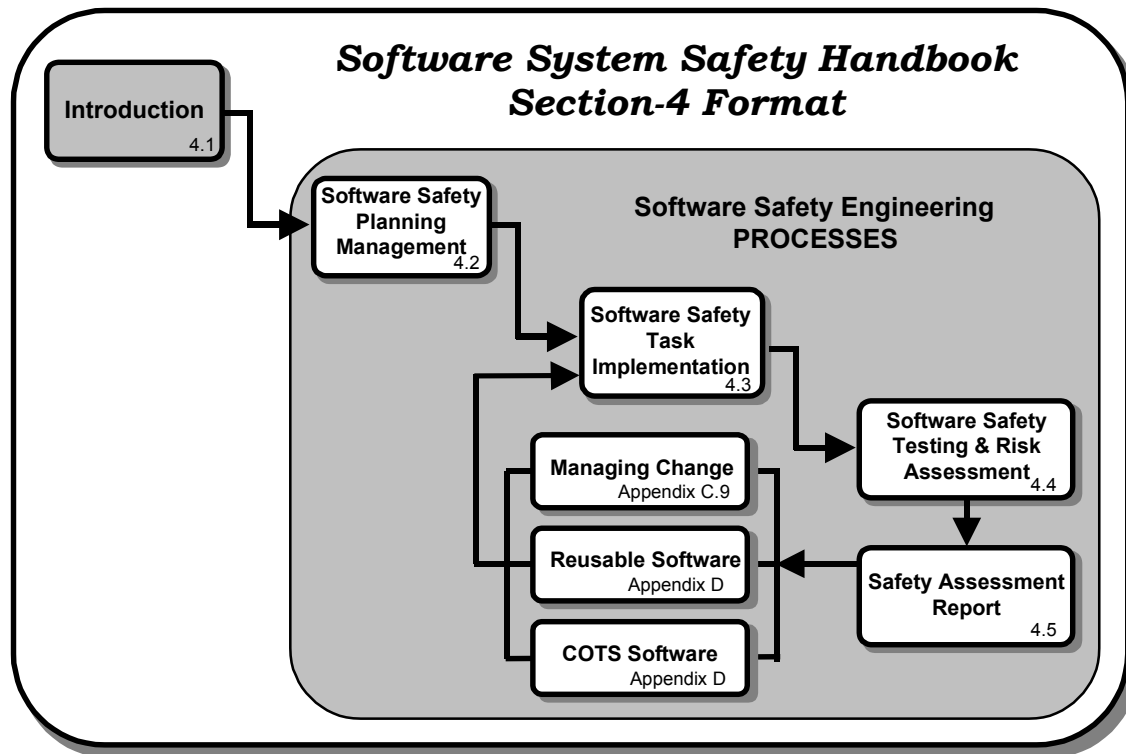 Software System Safety Handbook
Section-4 Format
Introduction
4.1
Software Safety
Planning
Management
4.2
Software Safety Engineering
PROCESSES
Software Safety
Task
Implementation
4.3
Software Safety
Testing & Risk
Assessment
4.4
Managing Change
Appendix C.9
Reusable Software
Appendix D
COTS Software
Appendix D
Safety Assessment
Report
4.5